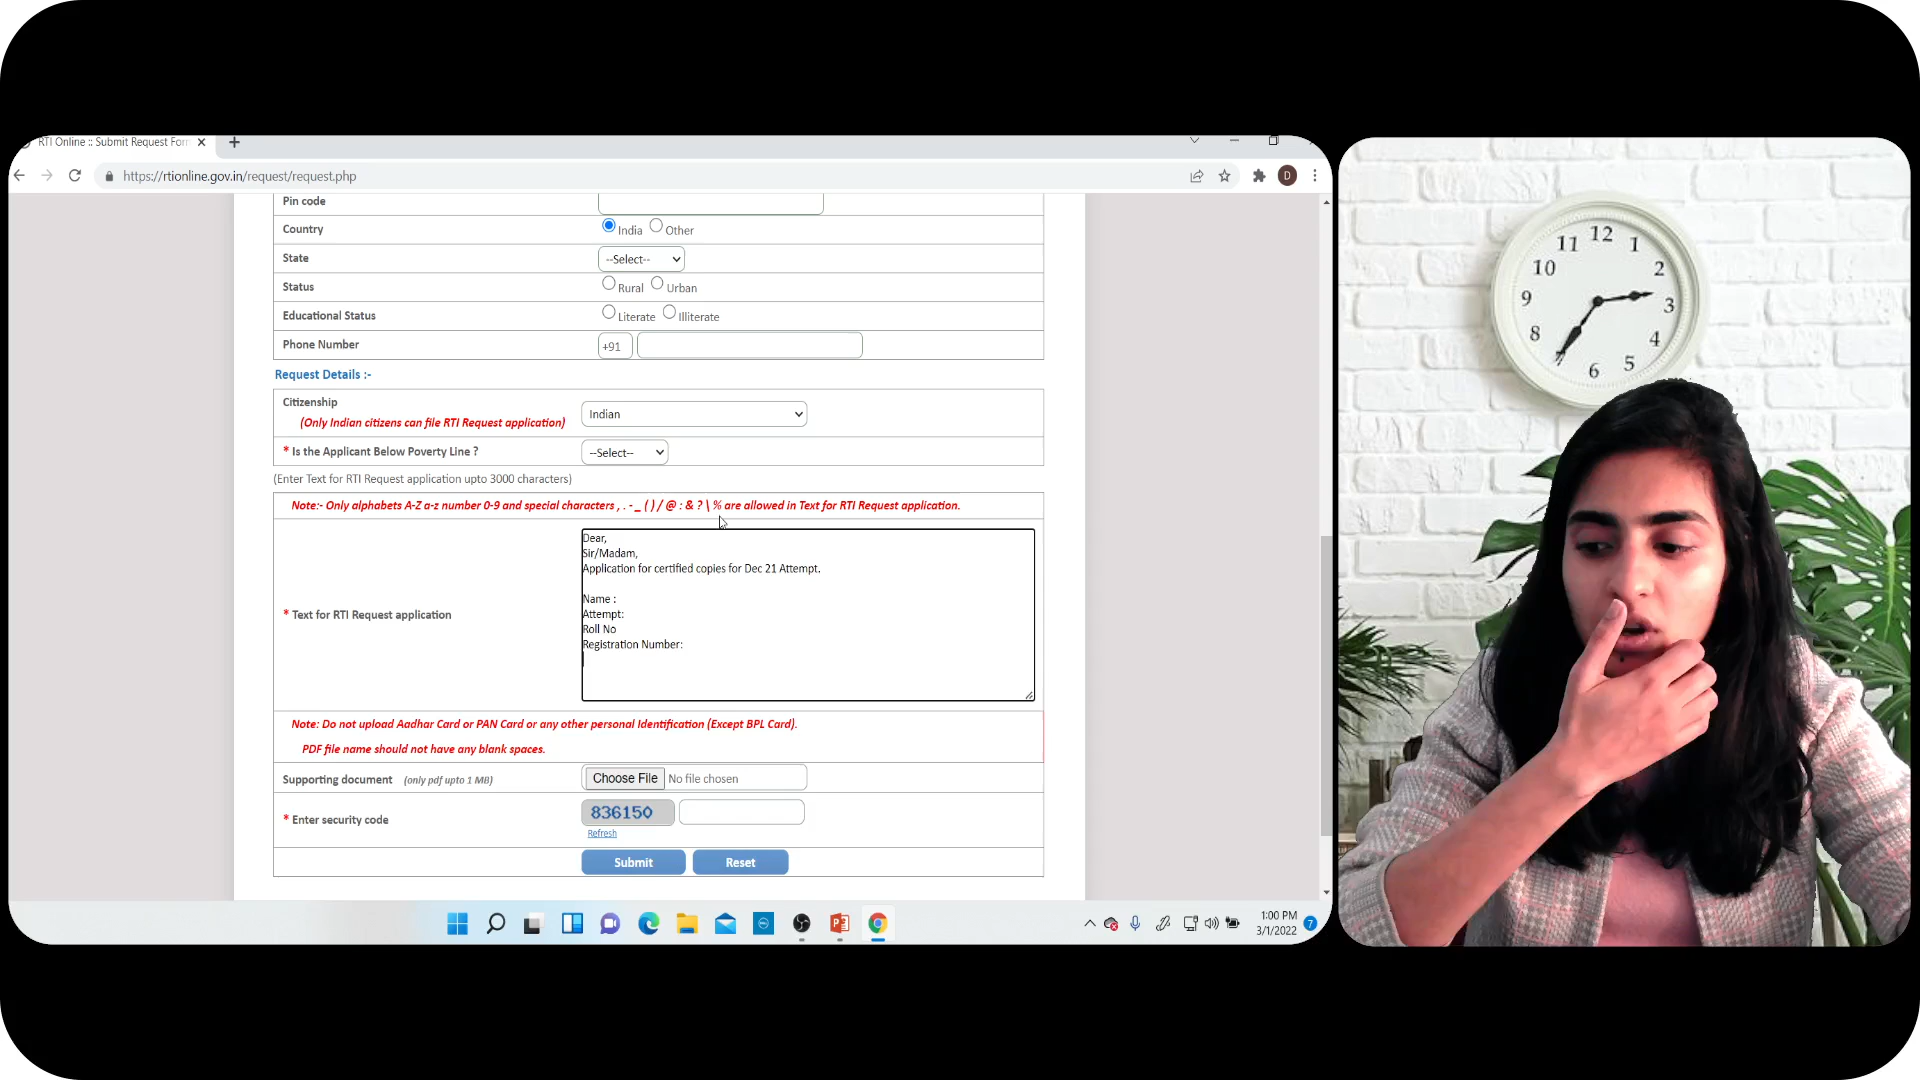 RTI Online :: Submit Request For
https://rtionline.gov.in/request/request.php
D
Pin code
Country
India
Other
State
--Select--
Status
Rural
Urban
Educational Status
Literate
Illiterate
Phone Number
+91
Request Details :-
Citizenship
(Only Indian citizens can file RTI Request application)
Indian
* Is the Applicant Below Poverty Line ?
--Select--
(Enter Text for RTI Request application upto 3000 characters)
Note:- Only alphabets A-Z a-z number 0-9 and special characters , . - _ ( ) / @ : & ? \ % are allowed in Text for RTI Request application.
* Text for RTI Request application
Dear,
Sir/Madam,
Application for certified copies for Dec 21 Attempt.
Name :
Attempt:
Roll No
Registration Number:
Note: Do not upload Aadhar Card or PAN Card or any other personal Identification (Except BPL Card).
PDF file name should not have any blank spaces.
Supporting document (only pdf upto 1 MB)
Choose File No file chosen
* Enter security code
836150
Refresh
Submit
Reset
1:00 PM
3/1/2022
7
12
1
2
3
4
5
6
8
9
10
11